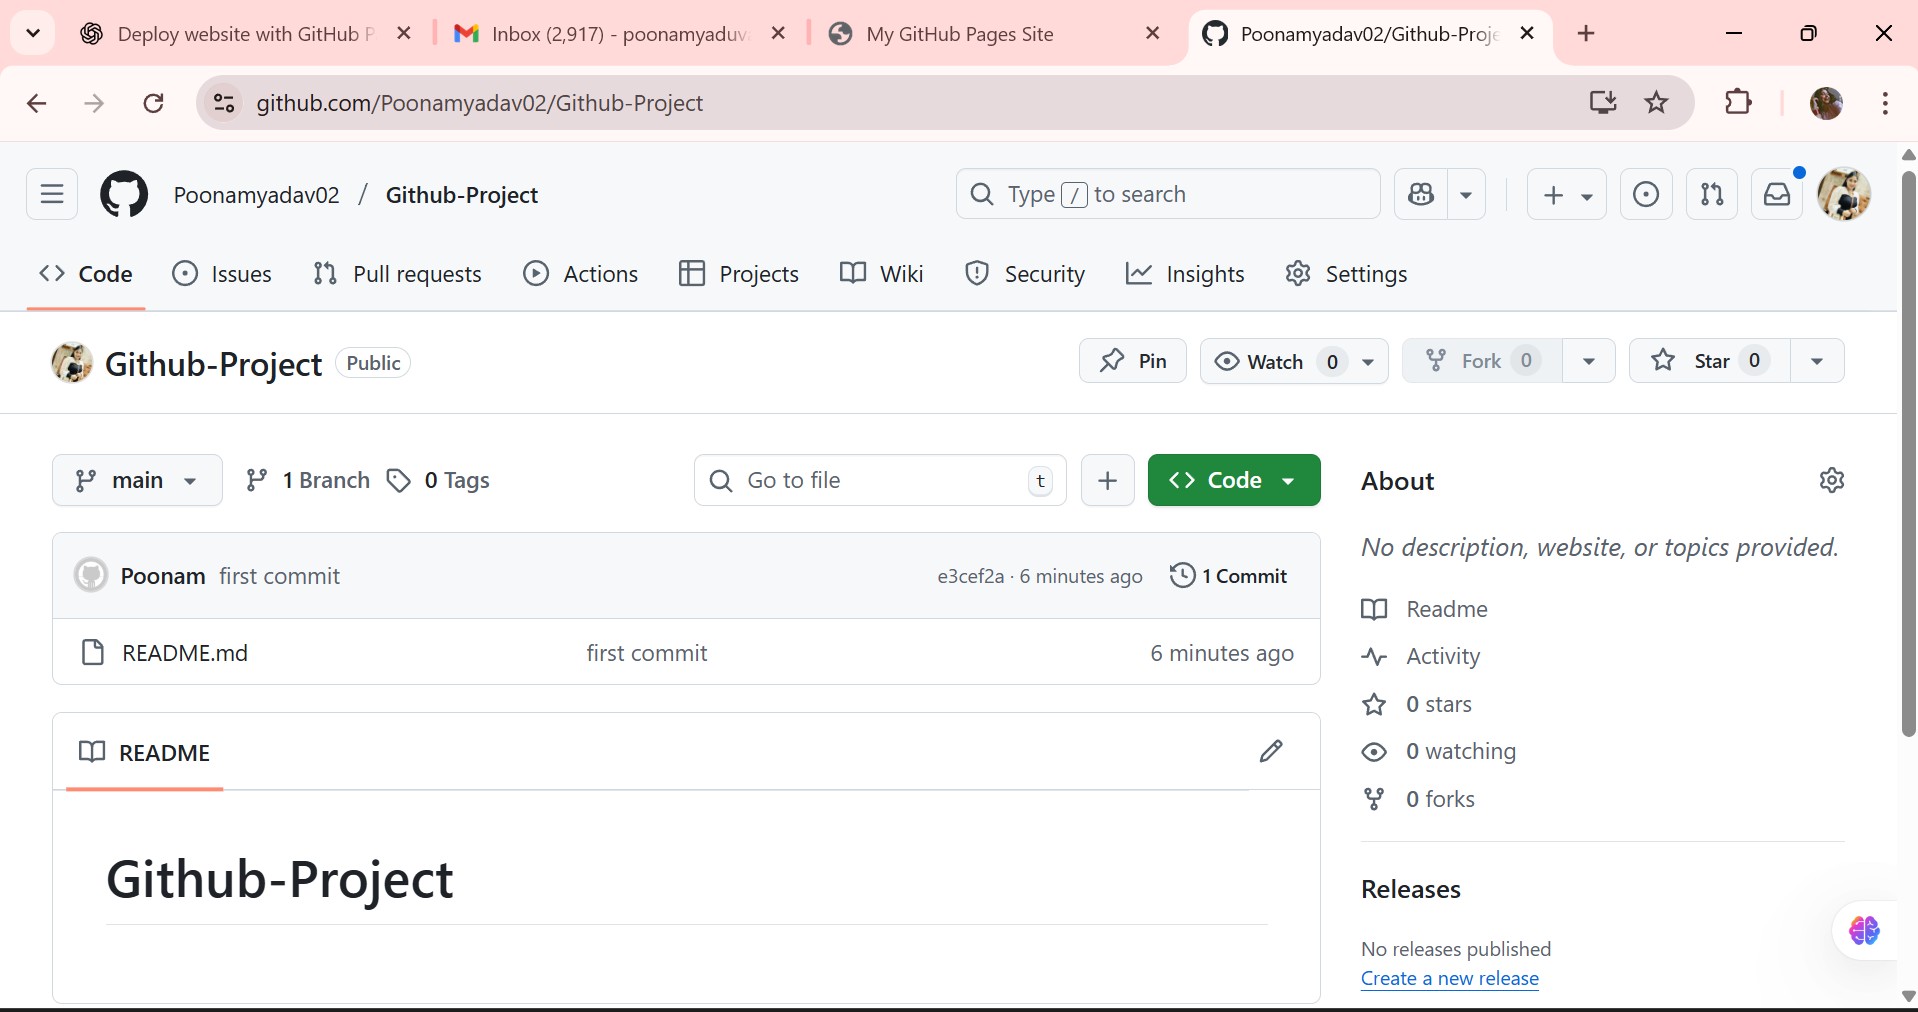 Deploy website with GitHub P
Inbox (2,917) - poonamyaduv
My GitHub Pages Site
Poonamyadav02/Github-Proje
github.com/Poonamyadav02/Github-Project
Poonamyadav02 / Github-Project
Type / to search
Code
Issues
Pull requests
Actions
Projects
Wiki
Security
Insights
Settings
Github-Project
Public
Pin
Watch 0
Fork 0
Star 0
main
1 Branch
0 Tags
Go to file
t
Code
About
Poonam first commit
e3cef2a · 6 minutes ago
1 Commit
README.md
first commit
6 minutes ago
No description, website, or topics provided.
Readme
Activity
0 stars
0 watching
0 forks
README
Github-Project
Releases
No releases published
Create a new release